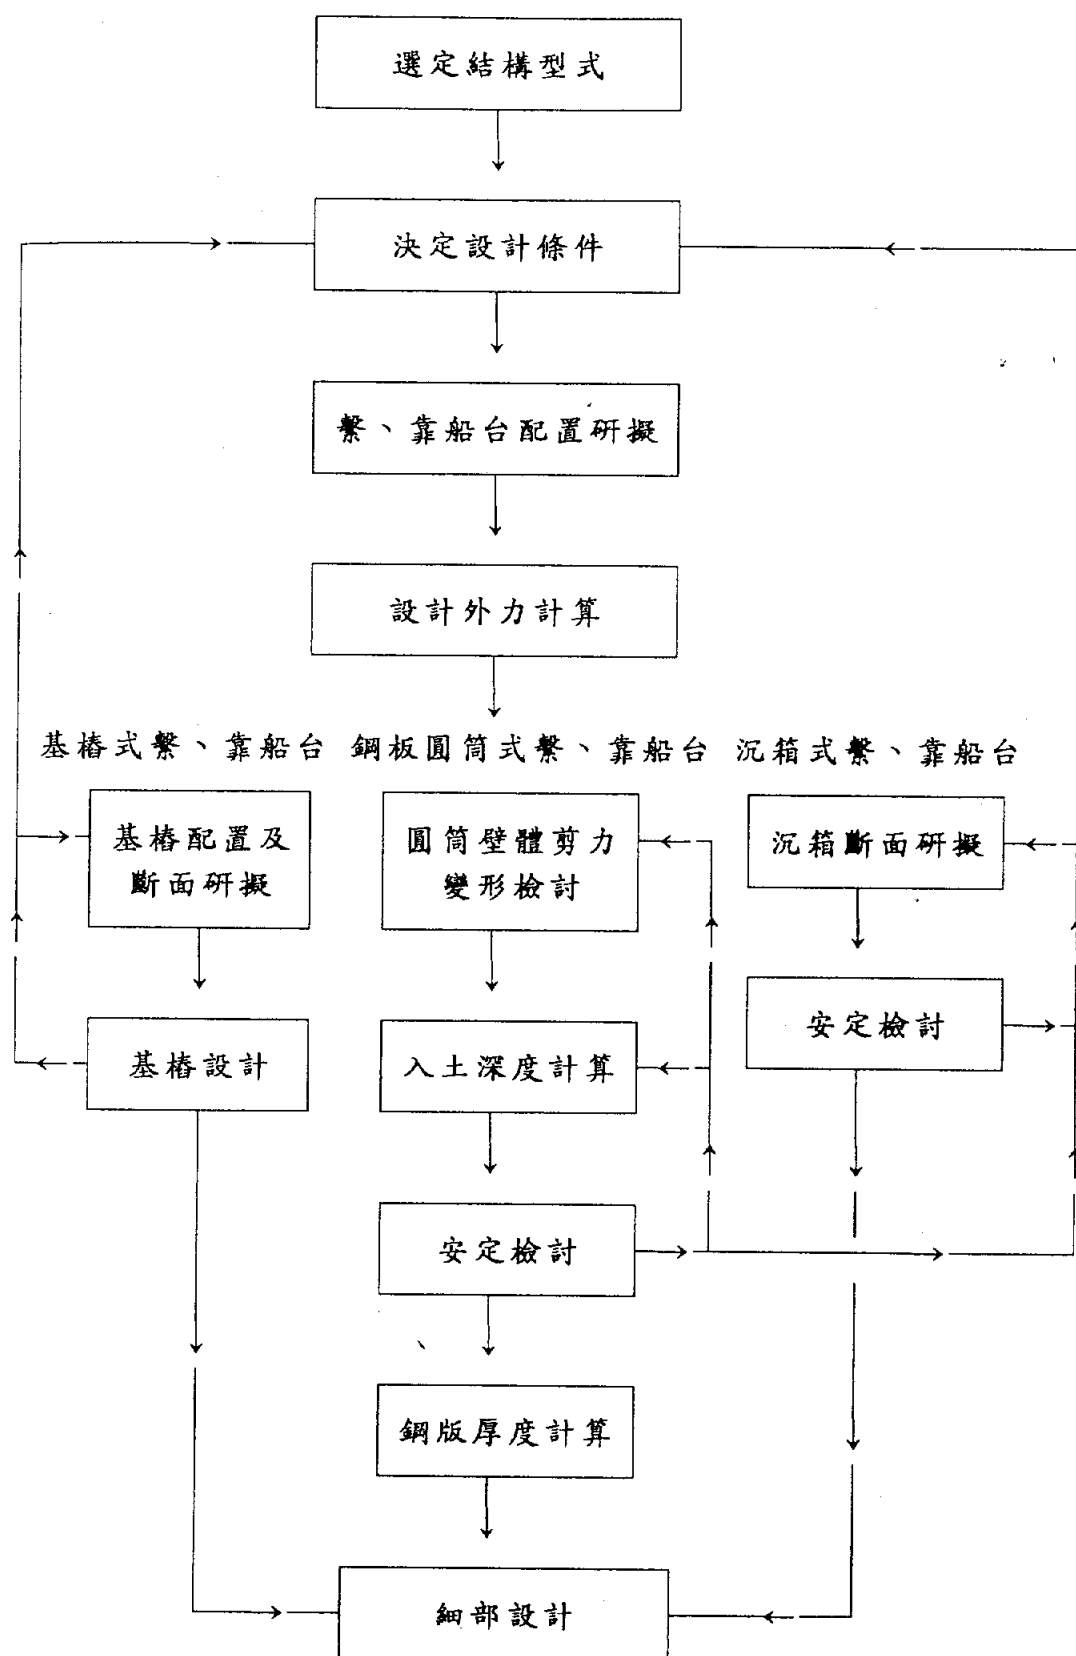 選定結構型式
決定設計條件
繫、靠船台配置研擬
設計外力計算
基樁式繫、靠船台 鋼板圓筒式繫、靠船台 沉箱式繫、靠船台
基樁配置及
斷面研擬
圓筒壁體剪力
變形檢討
沉箱斷面研擬
安定檢討
基樁設計
入土深度計算
安定檢討
鋼版厚度計算
細部設計